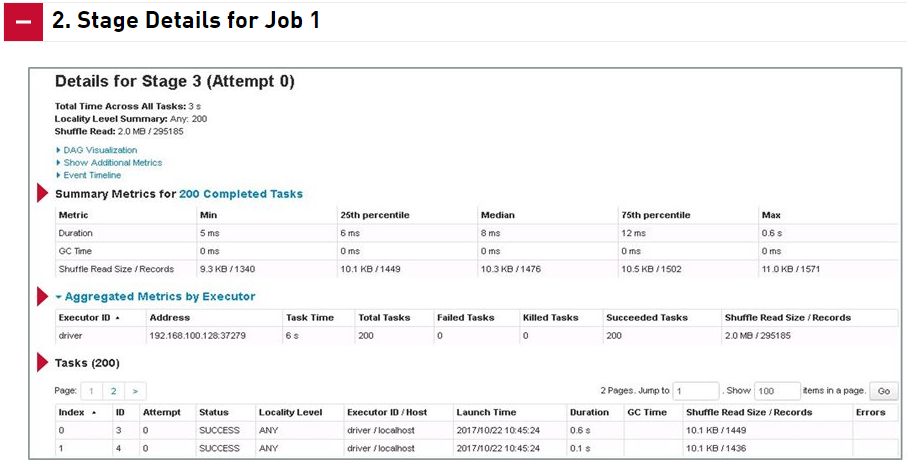 2. Stage Details for Job 1
Details for Stage 3 (Attempt 0)
Total Time Across All Tasks: 3 s
Locality Level Summary: Any: 200
Shuffle Read: 2.0 MB / 295185
DAG Visualization
Show Additional Metrics
Event Timeline
Summary Metrics for 200 Completed Tasks
Metric Min 25th percentile Median 75th percentile Max
Duration 5 ms 6 ms 8 ms 12 ms 0.6 s
GC Time 0 ms 0 ms 0 ms 0 ms 0 ms
Shuffle Read Size / Records 9.3 KB / 1340 10.1 KB / 1449 10.3 KB / 1476 10.5 KB / 1502 11.0 KB / 1571
Aggregated Metrics by Executor
Executor ID Address Task Time Total Tasks Failed Tasks Killed Tasks Succeeded Tasks Shuffle Read Size / Records
driver 192.168.100.128:37279 6 s 200 0 0 200 2.0 MB / 295185
Tasks (200)
Page: 1 2 > 2 Pages. Jump to 1 . Show 100 items in a page. Go
Index ID Attempt Status Locality Level Executor ID / Host Launch Time Duration GC Time Shuffle Read Size / Records Errors
0 3 0 SUCCESS ANY driver / localhost 2017/10/22 10:45:24 0.6 s 10.1 KB / 1449
1 4 0 SUCCESS ANY driver / localhost 2017/10/22 10:45:24 0.1 s 10.1 KB / 1436